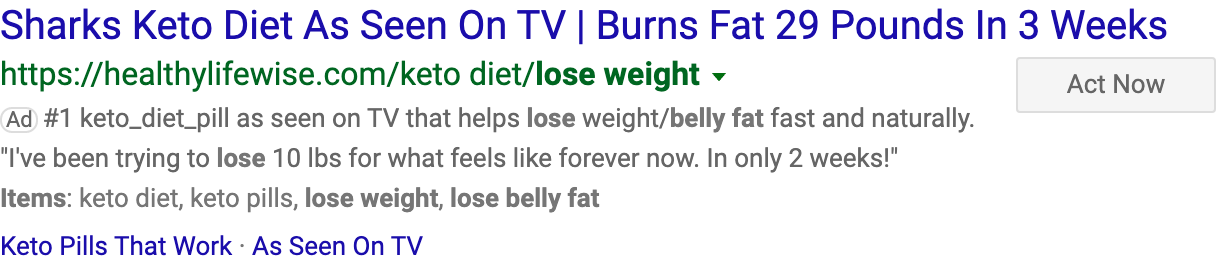 Sharks Keto Diet As Seen On TV | Burns Fat 29 Pounds In 3 Weeks
https://healthylifewise.com/keto diet/lose weight
Act Now
Ad #1 keto_diet_pill as seen on TV that helps lose weight/belly fat fast and naturally.
"I've been trying to lose 10 lbs for what feels like forever now. In only 2 weeks!"
Items: keto diet, keto pills, lose weight, lose belly fat
Keto Pills That Work · As Seen On TV